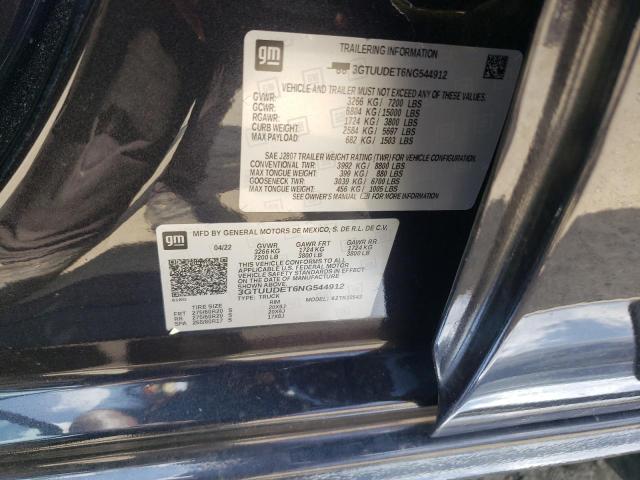 gm
TRAILERING INFORMATION
3GTUUDET6NG544912
VEHICLE AND TRAILER MUST NOT EXCEED ANY OF THESE VALUES.
GVWR: 3266 KG/ 7200 LBS
GCWR: 6804 KG/15000 LBS
RGAWR: 1724 KG/ 3800 LBS
CURB WEIGHT: 2584 KG/ 5697 LBS
MAX PAYLOAD: 682 KG/ 1503 LBS
SAE J2807 TRAILER WEIGHT RATING (TWR) FOR VEHICLE CONFIGURATION.
CONVENTIONAL TWR: 3992 KG/ 8800 LBS
MAX TONGUE WEIGHT: 399 KG/ 880 LBS
GOOSENECK TWR: 3039 KG/ 6700 LBS
MAX TONGUE WEIGHT: 456 KG/ 1005 LBS
SEE OWNER'S MANUAL FOR MORE INFORMATION
gm
MFD BY GENERAL MOTORS DE MEXICO, S. DE R.L. DE C.V.
04/22 GVWR GAWR FRT GAWR RR
3266 KG 1724 KG 1724 KG
7200 LB 3800 LB 3800 LB
THIS VEHICLE CONFORMS TO ALL
APPLICABLE U.S. FEDERAL MOTOR
VEHICLE SAFETY STANDARDS IN EFFECT
ON THE DATE OF MANUFACTURE
SHOWN ABOVE.
3GTUUDET6NG544912
TYPE: TRUCK MODEL:
TIRE SIZE RIM
FRT 275/60R20 S 20X9J
RR 275/60R20 S 20X9J
SPA 17X8J